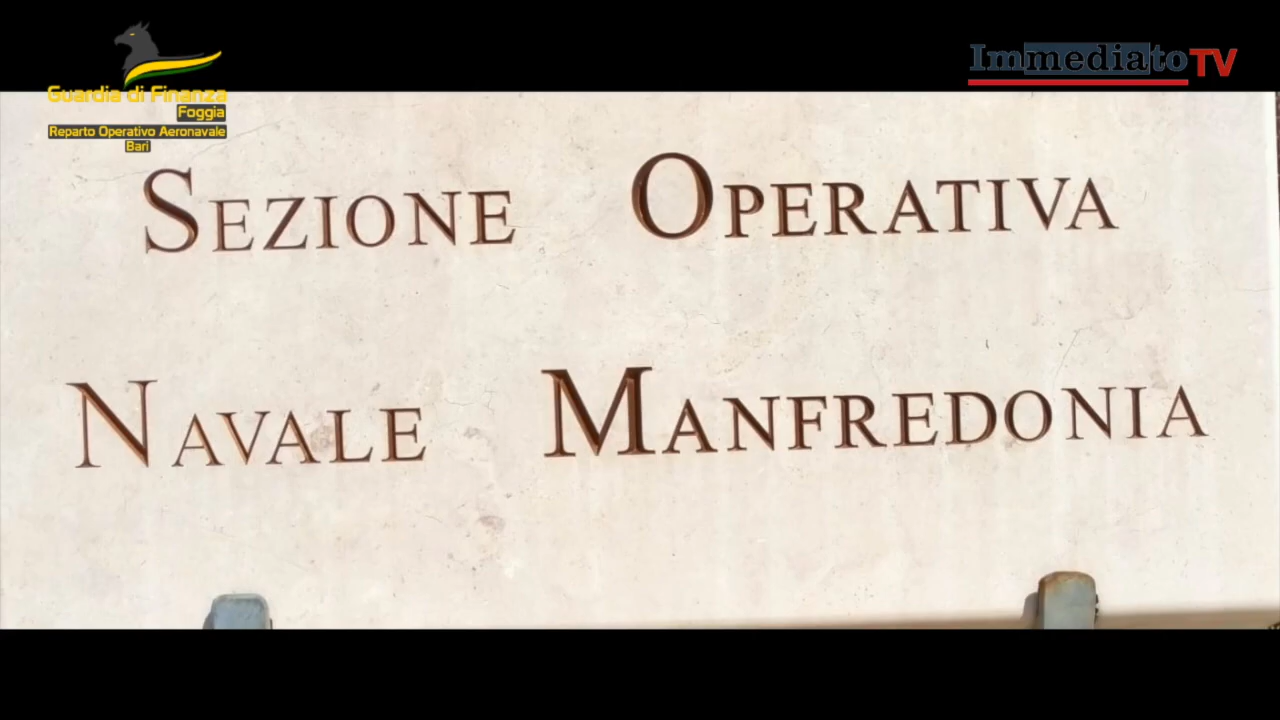 Guardia di Finanza
Foggia
Reparto Operativo Aeronavale
Bari
ImmediatoTV
SEZIONE OPERATIVA
NAVALE MANFREDONIA